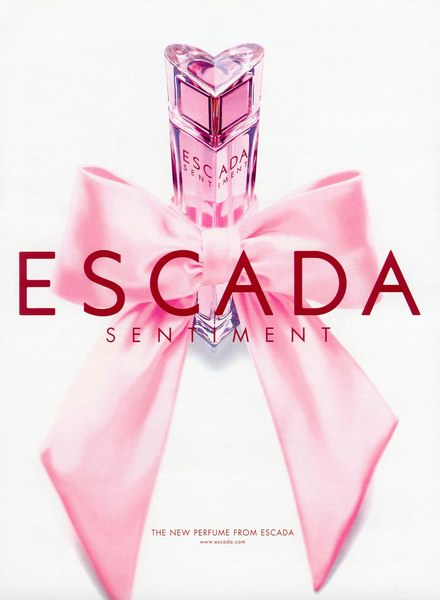 ESCADA
SENTIMENT
ESCADA
SENTIMENT
THE NEW PERFUME FROM ESCADA
www.escada.com